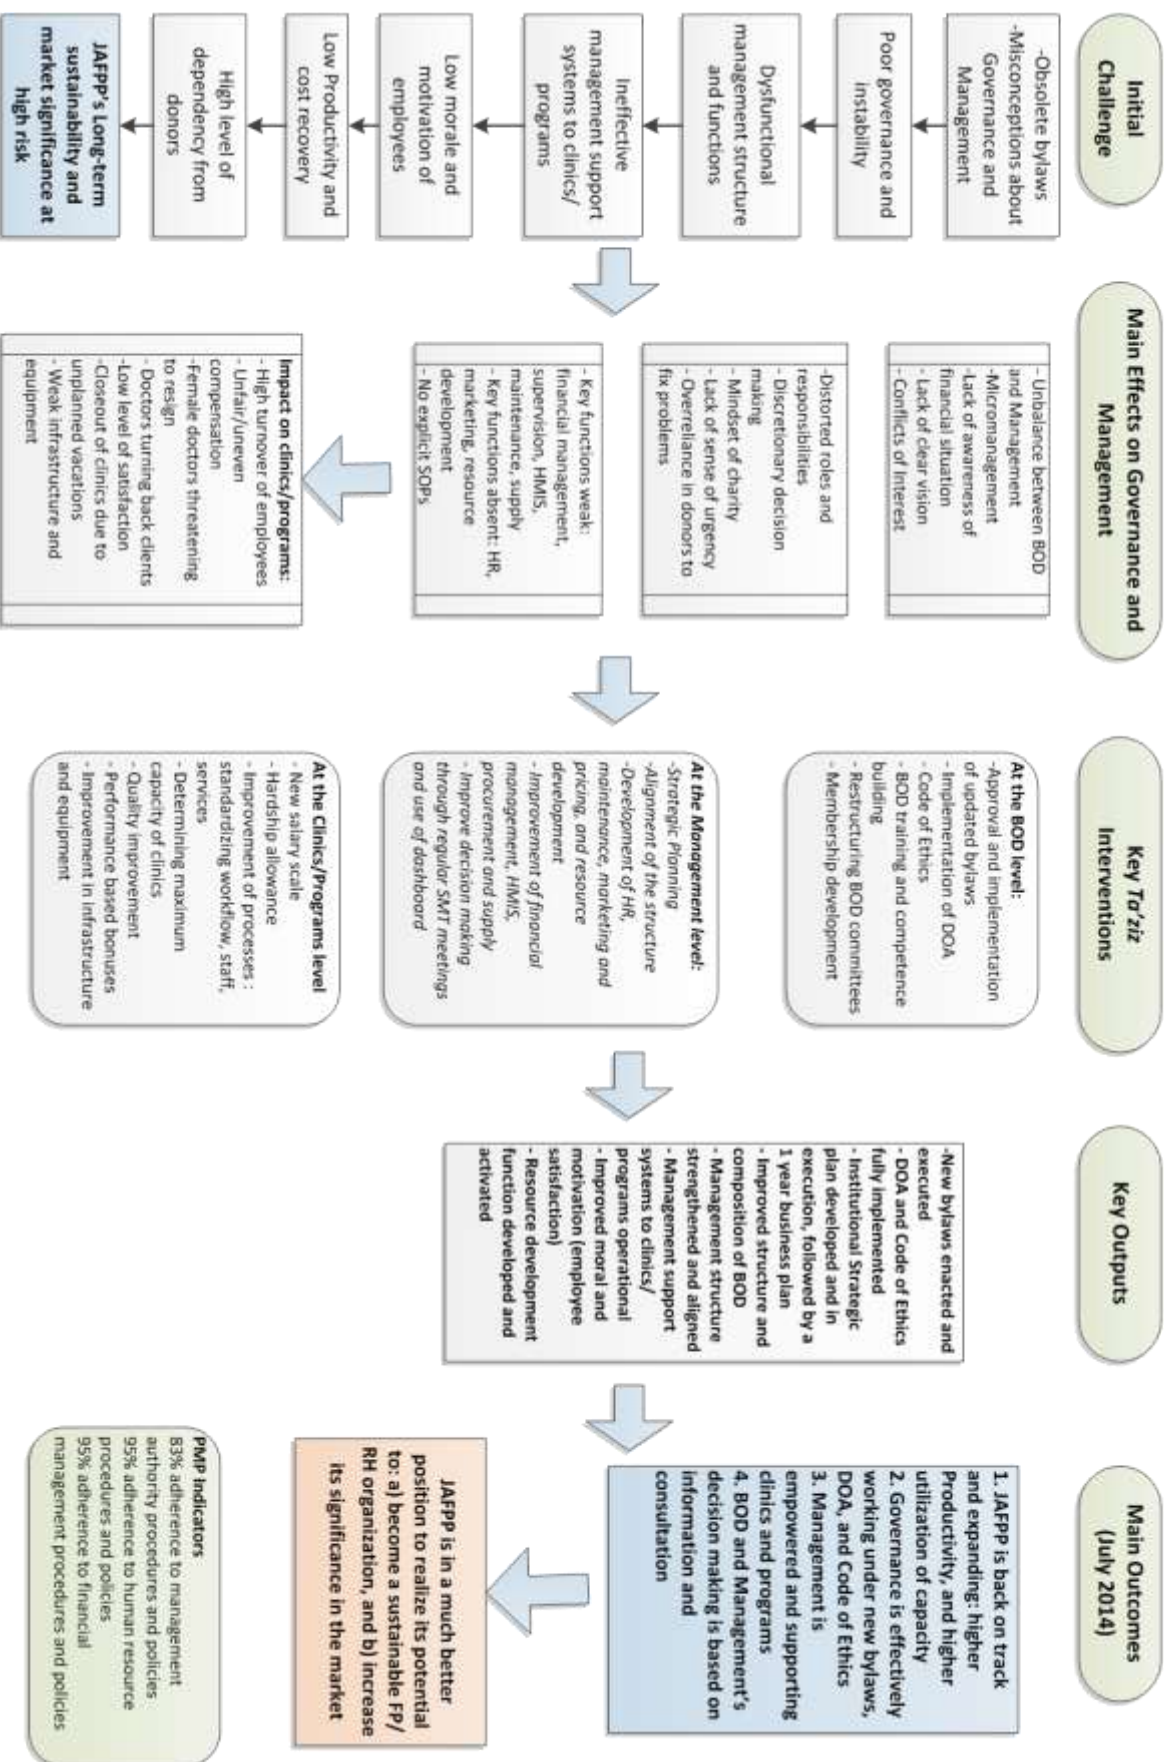 Initial
Challenge
-Obsolete bylaws
-Misconceptions about
Governance and
Management
Poor governance and
instability
Dysfunctional
management structure
and functions
Ineffective
management support
systems to clinics/
programs
Low morale and
motivation of
employees
Low Productivity and
cost recovery
High level of
dependency from
donors
JAFPP's Long-term
sustainability and
market significance at
high risk
Main Effects on Governance and
Management
- Unbalance between BOD
and Management
-Micromanagement
-Lack of awareness of
financial situation
- Lack of clear vision
- Conflicts of Interest
-Distorted roles and
responsibilities
- Discretionary decision
making
- Mindset of charity
- Lack of sense of urgency
- Overreliance in donors to
fix problems
- Key functions weak:
financial management,
supervision, HMIS,
maintenance, supply
- Key functions absent: HR,
marketing, resource
development
- No explicit SOPs
Impact on clinics/programs:
- High turnover of employees
- Unfair/uneven
compensation
-Female doctors threatening
to resign
- Doctors turning back clients
-Low level of satisfaction
-Closeout of clinics due to
unplanned vacations
- Weak infrastructure and
equipment
Key Ta'ziz
Interventions
At the BOD level:
-Approval and implementation
of updated bylaws
- Implementation of DOA
- Code of Ethics
- BOD training and competence
building
- Restructuring BOD committees
- Membership development
At the Management level:
-Strategic Planning
-Alignment of the structure
-Development of HR,
maintenance, marketing and
pricing, and resource
development
- Improvement of financial
management, HMIS,
procurement and supply
- Improve decision making
through regular SMT meetings
and use of dashboard
At the Clinics/Programs level
- New salary scale
- Hardship allowance
- Improvement of processes :
standardizing workflow, staff,
services
- Determining maximum
capacity of clinics
- Quality improvement
- Performance based bonuses
- Improvement in infrastructure
and equipment
Key Outputs
-New bylaws enacted and
executed
- DOA and Code of Ethics
fully implemented
- Institutional Strategic
plan developed and in
execution, followed by a
1 year business plan
- Improved structure and
composition of BOD
- Management structure
strengthened and aligned
- Management support
systems to clinics/
programs operational
- Improved moral and
motivation (employee
satisfaction)
- Resource development
function developed and
activated
Main Outcomes
(July 2014)
1. JAFPP is back on track
and expanding: higher
Productivity, and higher
utilization of capacity
2. Governance is effectively
working under new bylaws,
DOA, and Code of Ethics
3. Management is
empowered and supporting
clinics and programs
4. BOD and Management's
decision making is based on
information and
consultation
JAFPP is in a much better
position to realize its potential
to: a) become a sustainable FP/
RH organization, and b) increase
its significance in the market
PMP Indicators
83% adherence to management
authority procedures and policies
95% adherence to human resource
procedures and policies
95% adherence to financial
management procedures and policies